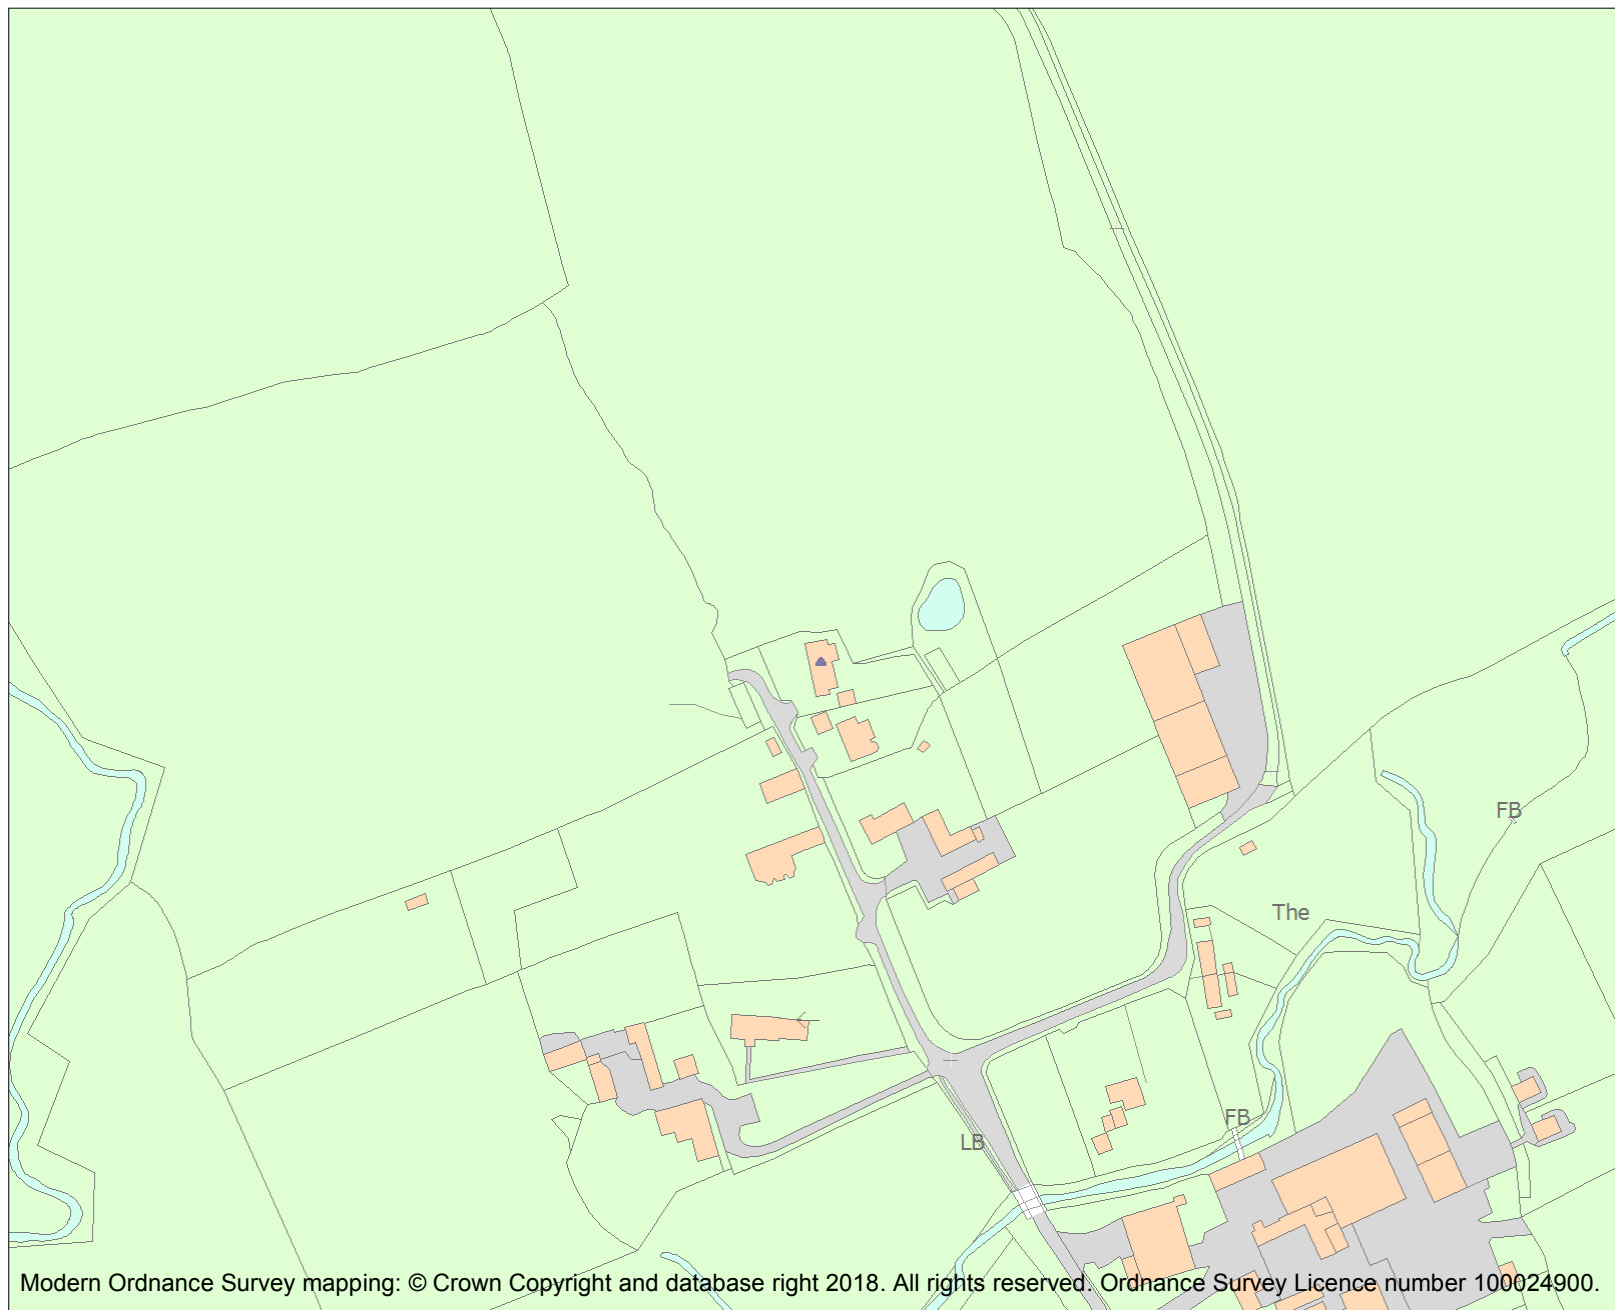 FB
The
FB
LB
Modern Ordnance Survey mapping: © Crown Copyright and database right 2018. All rights reserved. Ordnance Survey Licence number 100024900.